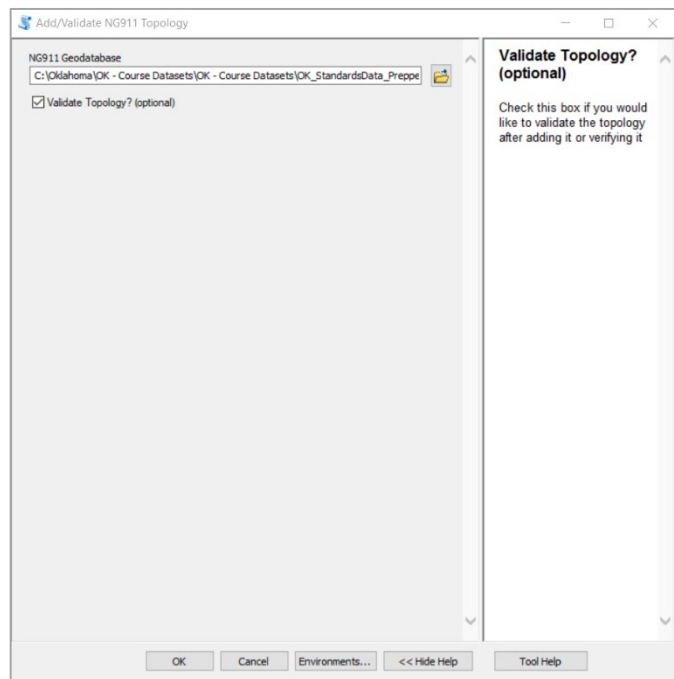 Add/Validate NG911 Topology
NG911 Geodatabase
C:\Oklahoma\OK - Course Datasets\OK - Course Datasets\OK_StandardsData_Preppe
Validate Topology? (optional)
Validate Topology?
(optional)
Check this box if you would
like to validate the topology
after adding it or verifying it
OK
Cancel
Environments...
<< Hide Help
Tool Help